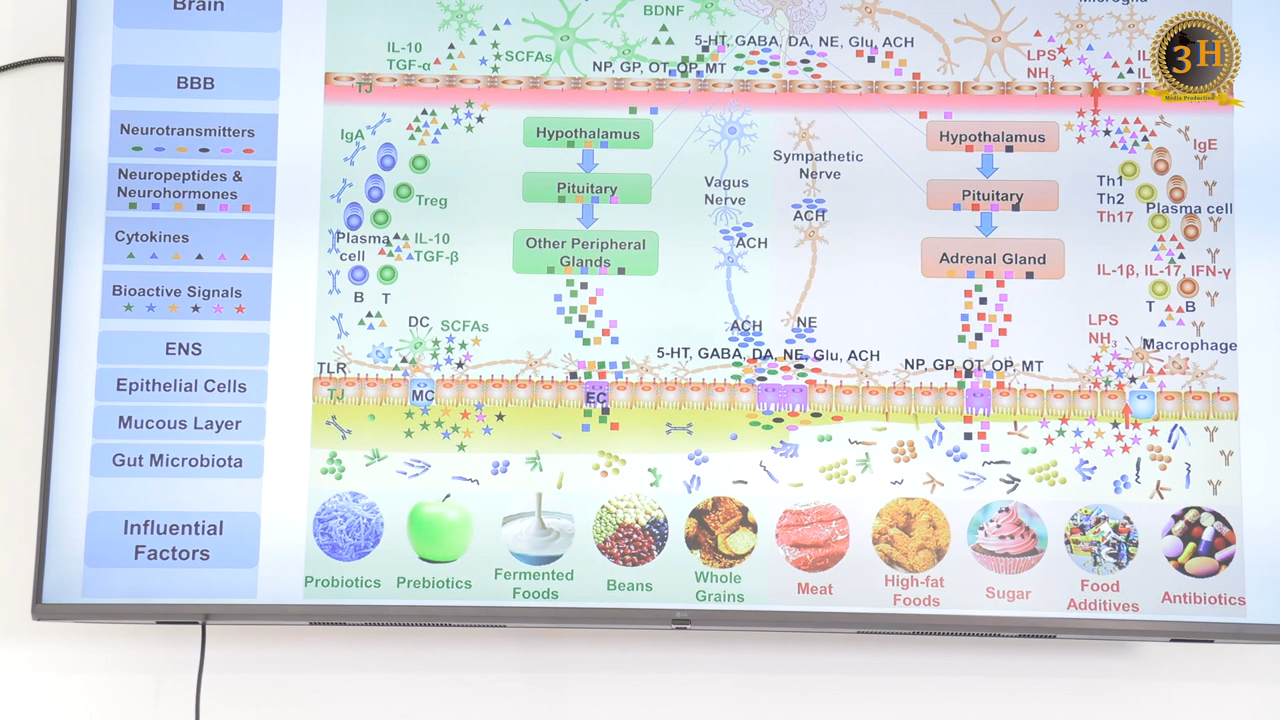 Brain
BBB
Neurotransmitters
Neuropeptides &
Neurohormones
Cytokines
Bioactive Signals
ENS
Epithelial Cells
Mucous Layer
Gut Microbiota
Influential
Factors
BDNF
IL-10
TGF-α
SCFAs
5-HT, GABA, DA, NE, Glu, ACH
NP, GP, OT, OP, MT
Microglia
LPS
NH3
3H
Media Production
TJ
IgA
Treg
Plasma
cell
IL-10
TGF-β
B
T
Hypothalamus
Pituitary
Other Peripheral
Glands
Vagus
Nerve
ACH
ACH
Sympathetic
Nerve
ACH
NE
Hypothalamus
Pituitary
Adrenal Gland
IgE
Th1
Th2
Th17
Plasma cell
IL-1β, IL-17, IFN-γ
T
B
DC
SCFAs
5-HT, GABA, DA, NE, Glu, ACH
NP, GP, OT, OP, MT
LPS
NH3
Macrophage
TLR
TJ
MC
EC
Probiotics
Prebiotics
Fermented
Foods
Beans
Whole
Grains
Meat
High-fat
Foods
Sugar
Food
Additives
Antibiotics
LG